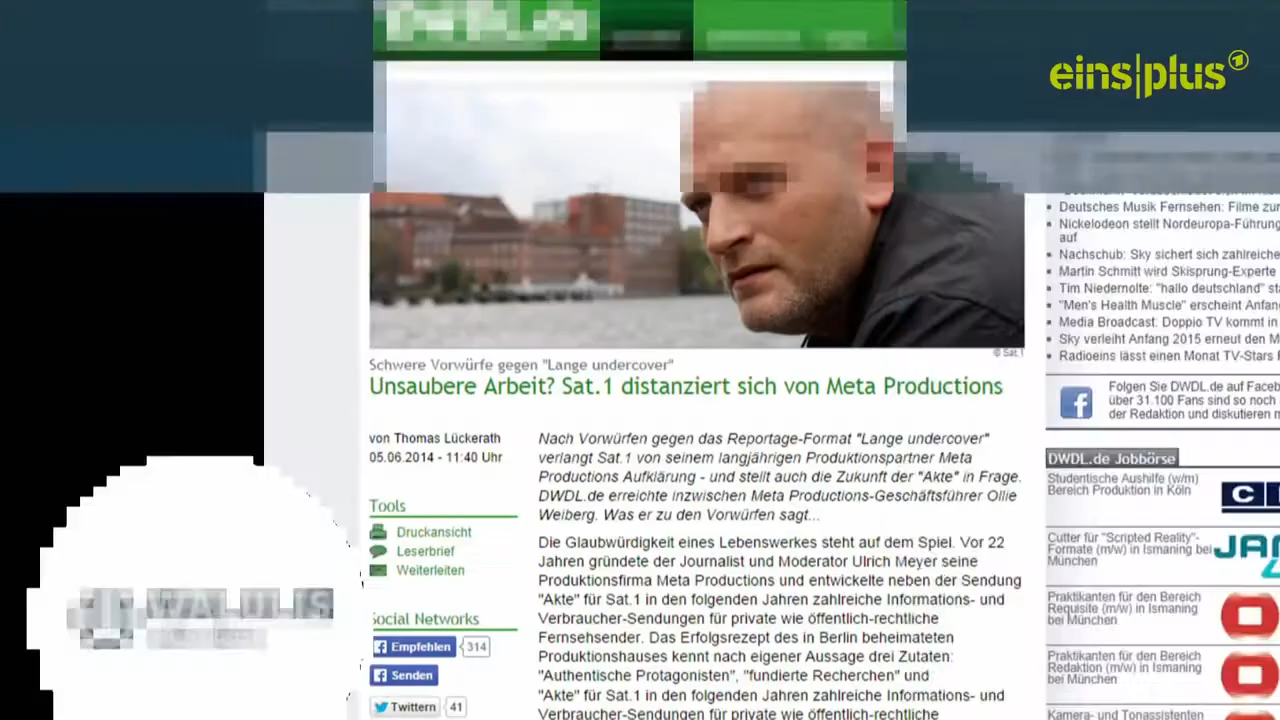 eins|plus
Deutsches Musik Fernsehen: Filme zur
Nickelodeon stellt Nordeuropa-Führung
auf
Nachschub: Sky sichert sich zahlreiche
Martin Schmitt wird Skisprung-Experte
Tim Niedernolte: "hallo deutschland" sta
"Men's Health Muscle" erscheint Anfang
Media Broadcast: Doppio TV kommt in
Sky verleiht Anfang 2015 erneut den M
Radioeins lässt einen Monat TV-Stars
© Sat.1
Schwere Vorwürfe gegen "Lange undercover"
Unsaubere Arbeit? Sat.1 distanziert sich von Meta Productions
von Thomas Lückerath
05.06.2014 - 11:40 Uhr
Nach Vorwürfen gegen das Reportage-Format "Lange undercover"
verlangt Sat.1 von seinem langjährigen Produktionspartner Meta
Productions Aufklärung - und stellt auch die Zukunft der "Akte" in Frage.
DWDL.de erreichte inzwischen Meta Productions-Geschäftsführer Ollie
Weiberg. Was er zu den Vorwürfen sagt...
Die Glaubwürdigkeit eines Lebenswerkes steht auf dem Spiel. Vor 22
Jahren gründete der Journalist und Moderator Ulrich Meyer seine
Produktionsfirma Meta Productions und entwickelte neben der Sendung
"Akte" für Sat.1 in den folgenden Jahren zahlreiche Informations- und
Verbraucher-Sendungen für private wie öffentlich-rechtliche
Fernsehsender. Das Erfolgsrezept des in Berlin beheimateten
Produktionshauses kennt nach eigener Aussage drei Zutaten:
"Authentische Protagonisten", "fundierte Recherchen" und
"Akte" für Sat.1 in den folgenden Jahren zahlreiche Informations- und
Verbraucher-Sendungen für private wie öffentlich-rechtliche
Tools
Druckansicht
Leserbrief
Weiterleiten
Social Networks
Empfehlen 314
Senden
Twittern 41
Folgen Sie DWDL.de auf Faceb
über 31.100 Fans sind so noch
der Redaktion und diskutieren m
DWDL.de Jobbörse
Studentische Aushilfe (w/m)
Bereich Produktion in Köln
Cutter für "Scripted Reality"-
Formate (m/w) in Ismaning bei
München
Praktikanten für den Bereich
Requisite (m/w) in Ismaning
bei München
Praktikanten für den Bereich
Redaktion (m/w) in Ismaning
bei München
Kamera- und Tonassistenten
WALULIS